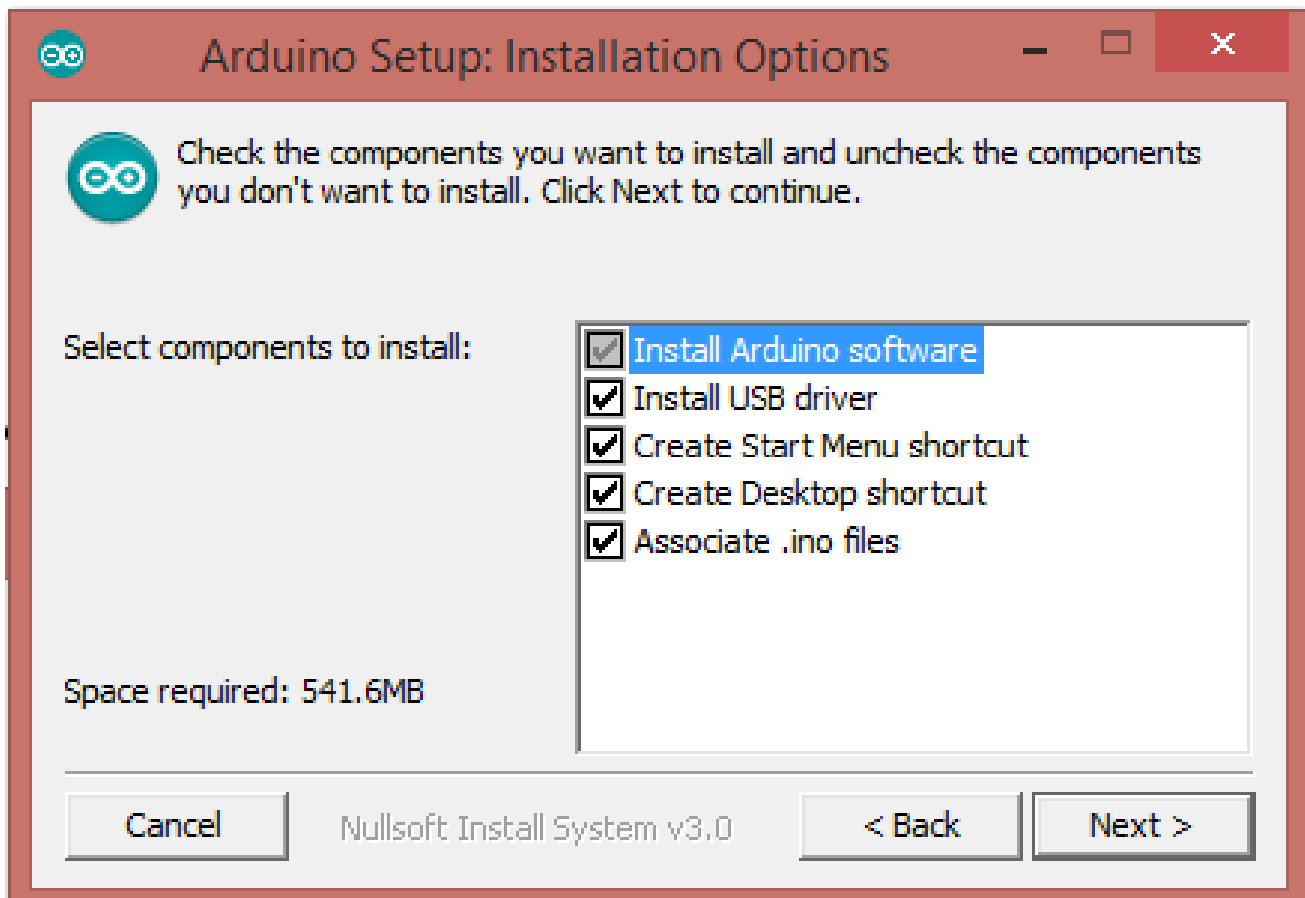 Arduino Setup: Installation Options
Check the components you want to install and uncheck the components
you don't want to install. Click Next to continue.
Select components to install:
Install Arduino software
Install USB driver
Create Start Menu shortcut
Create Desktop shortcut
Associate .ino files
Space required: 541.6MB
Cancel
Nullsoft Install System v3.0
< Back
Next >